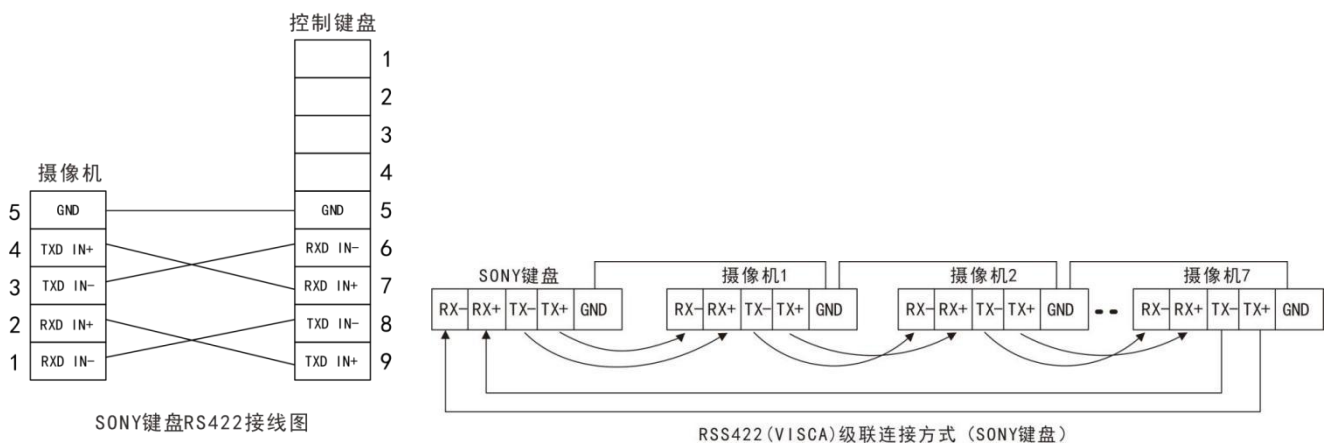 控制键盘
1
2
3
4
摄像机
5 GND GND 5
4 TXD IN+ RXD IN- 6
3 TXD IN- RXD IN+ 7
2 RXD IN+ TXD IN- 8
1 RXD IN- TXD IN+ 9
SONY键盘RS422接线图
SONY键盘 摄像机1 摄像机2 摄像机7
RX- RX+ TX- TX+ GND RX- RX+ TX- TX+ GND RX- RX+ TX- TX+ GND RX- RX+ TX- TX+ GND
RSS422(VISCA)级联连接方式 (SONY键盘)